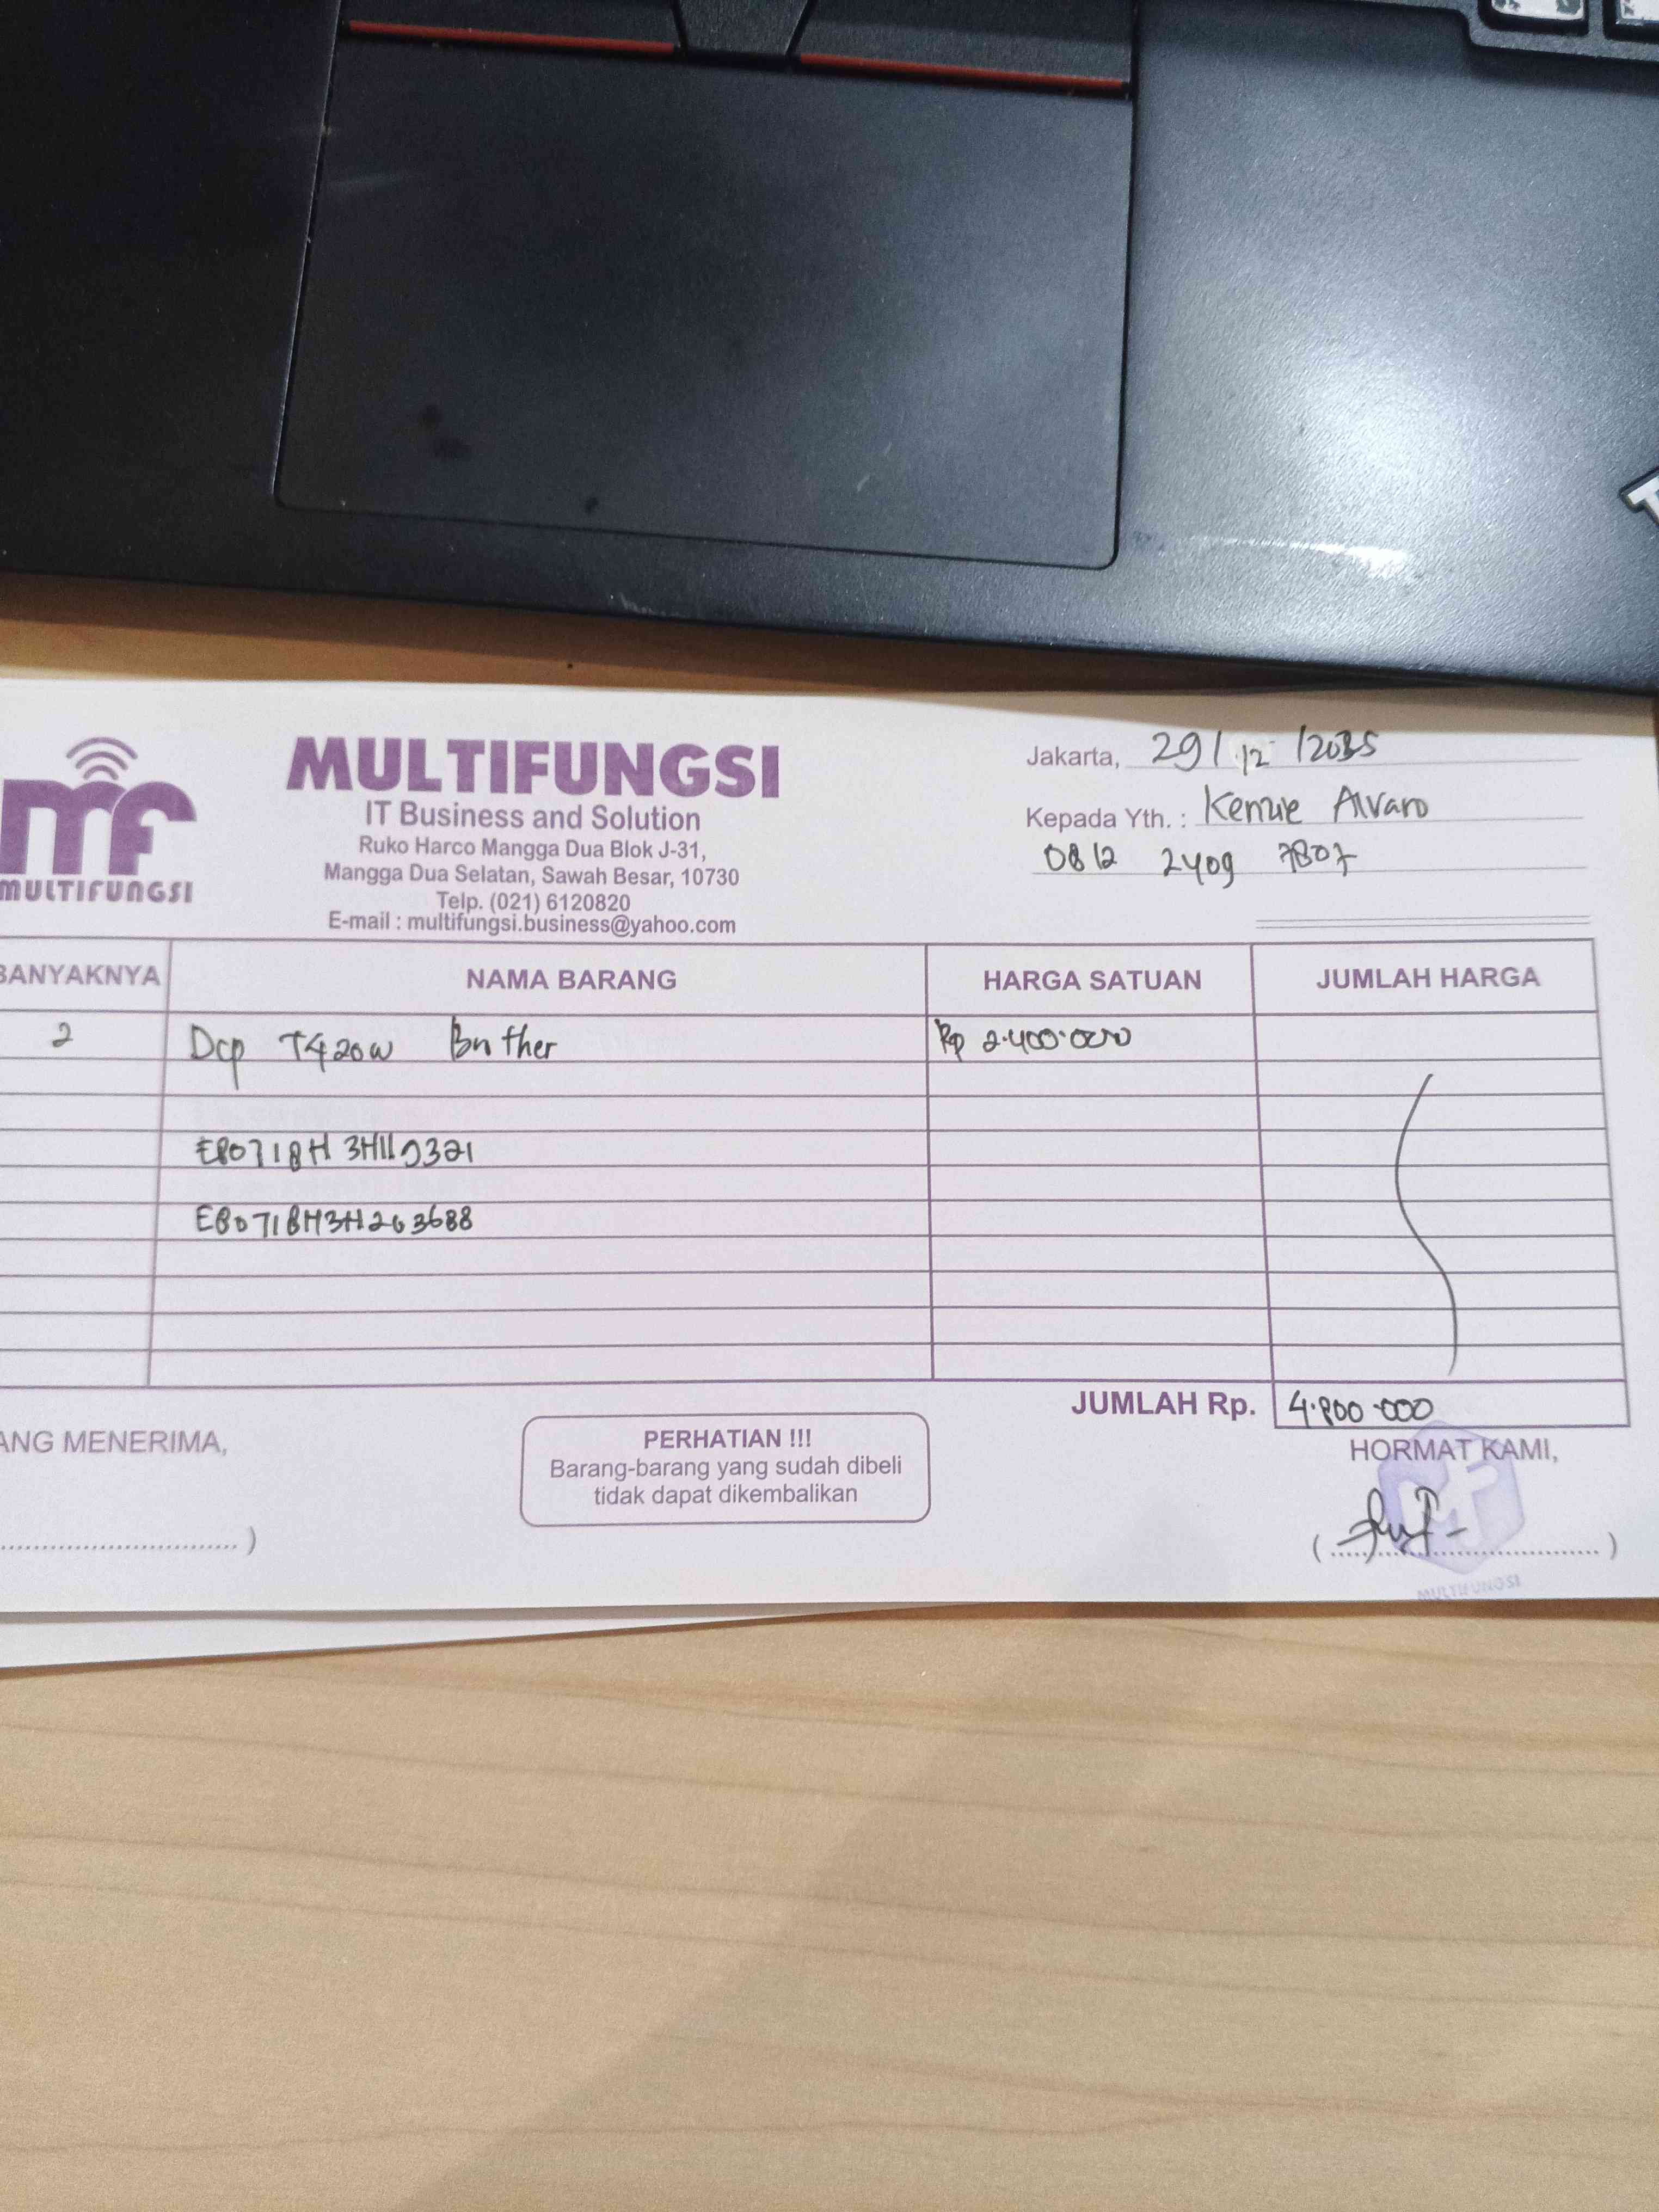 mf
MULTIFUNGSI
MULTIFUNGSI
IT Business and Solution
Ruko Harco Mangga Dua Blok J-31,
Mangga Dua Selatan, Sawah Besar, 10730
Telp. (021) 6120820
E-mail : multifungsi.business@yahoo.com
Jakarta, 29/12/2025
Kepada Yth. : Kenzie Alvaro
0812 2409 7807
BANYAKNYA NAMA BARANG HARGA SATUAN JUMLAH HARGA
2 Dcp T420w Brother Rp 2.400.000
E80718H3H203688
JUMLAH Rp. 4.800.000
ANG MENERIMA,
PERHATIAN !!!
Barang-barang yang sudah dibeli
tidak dapat dikembalikan
HORMAT KAMI,
MULTIFUNGSI